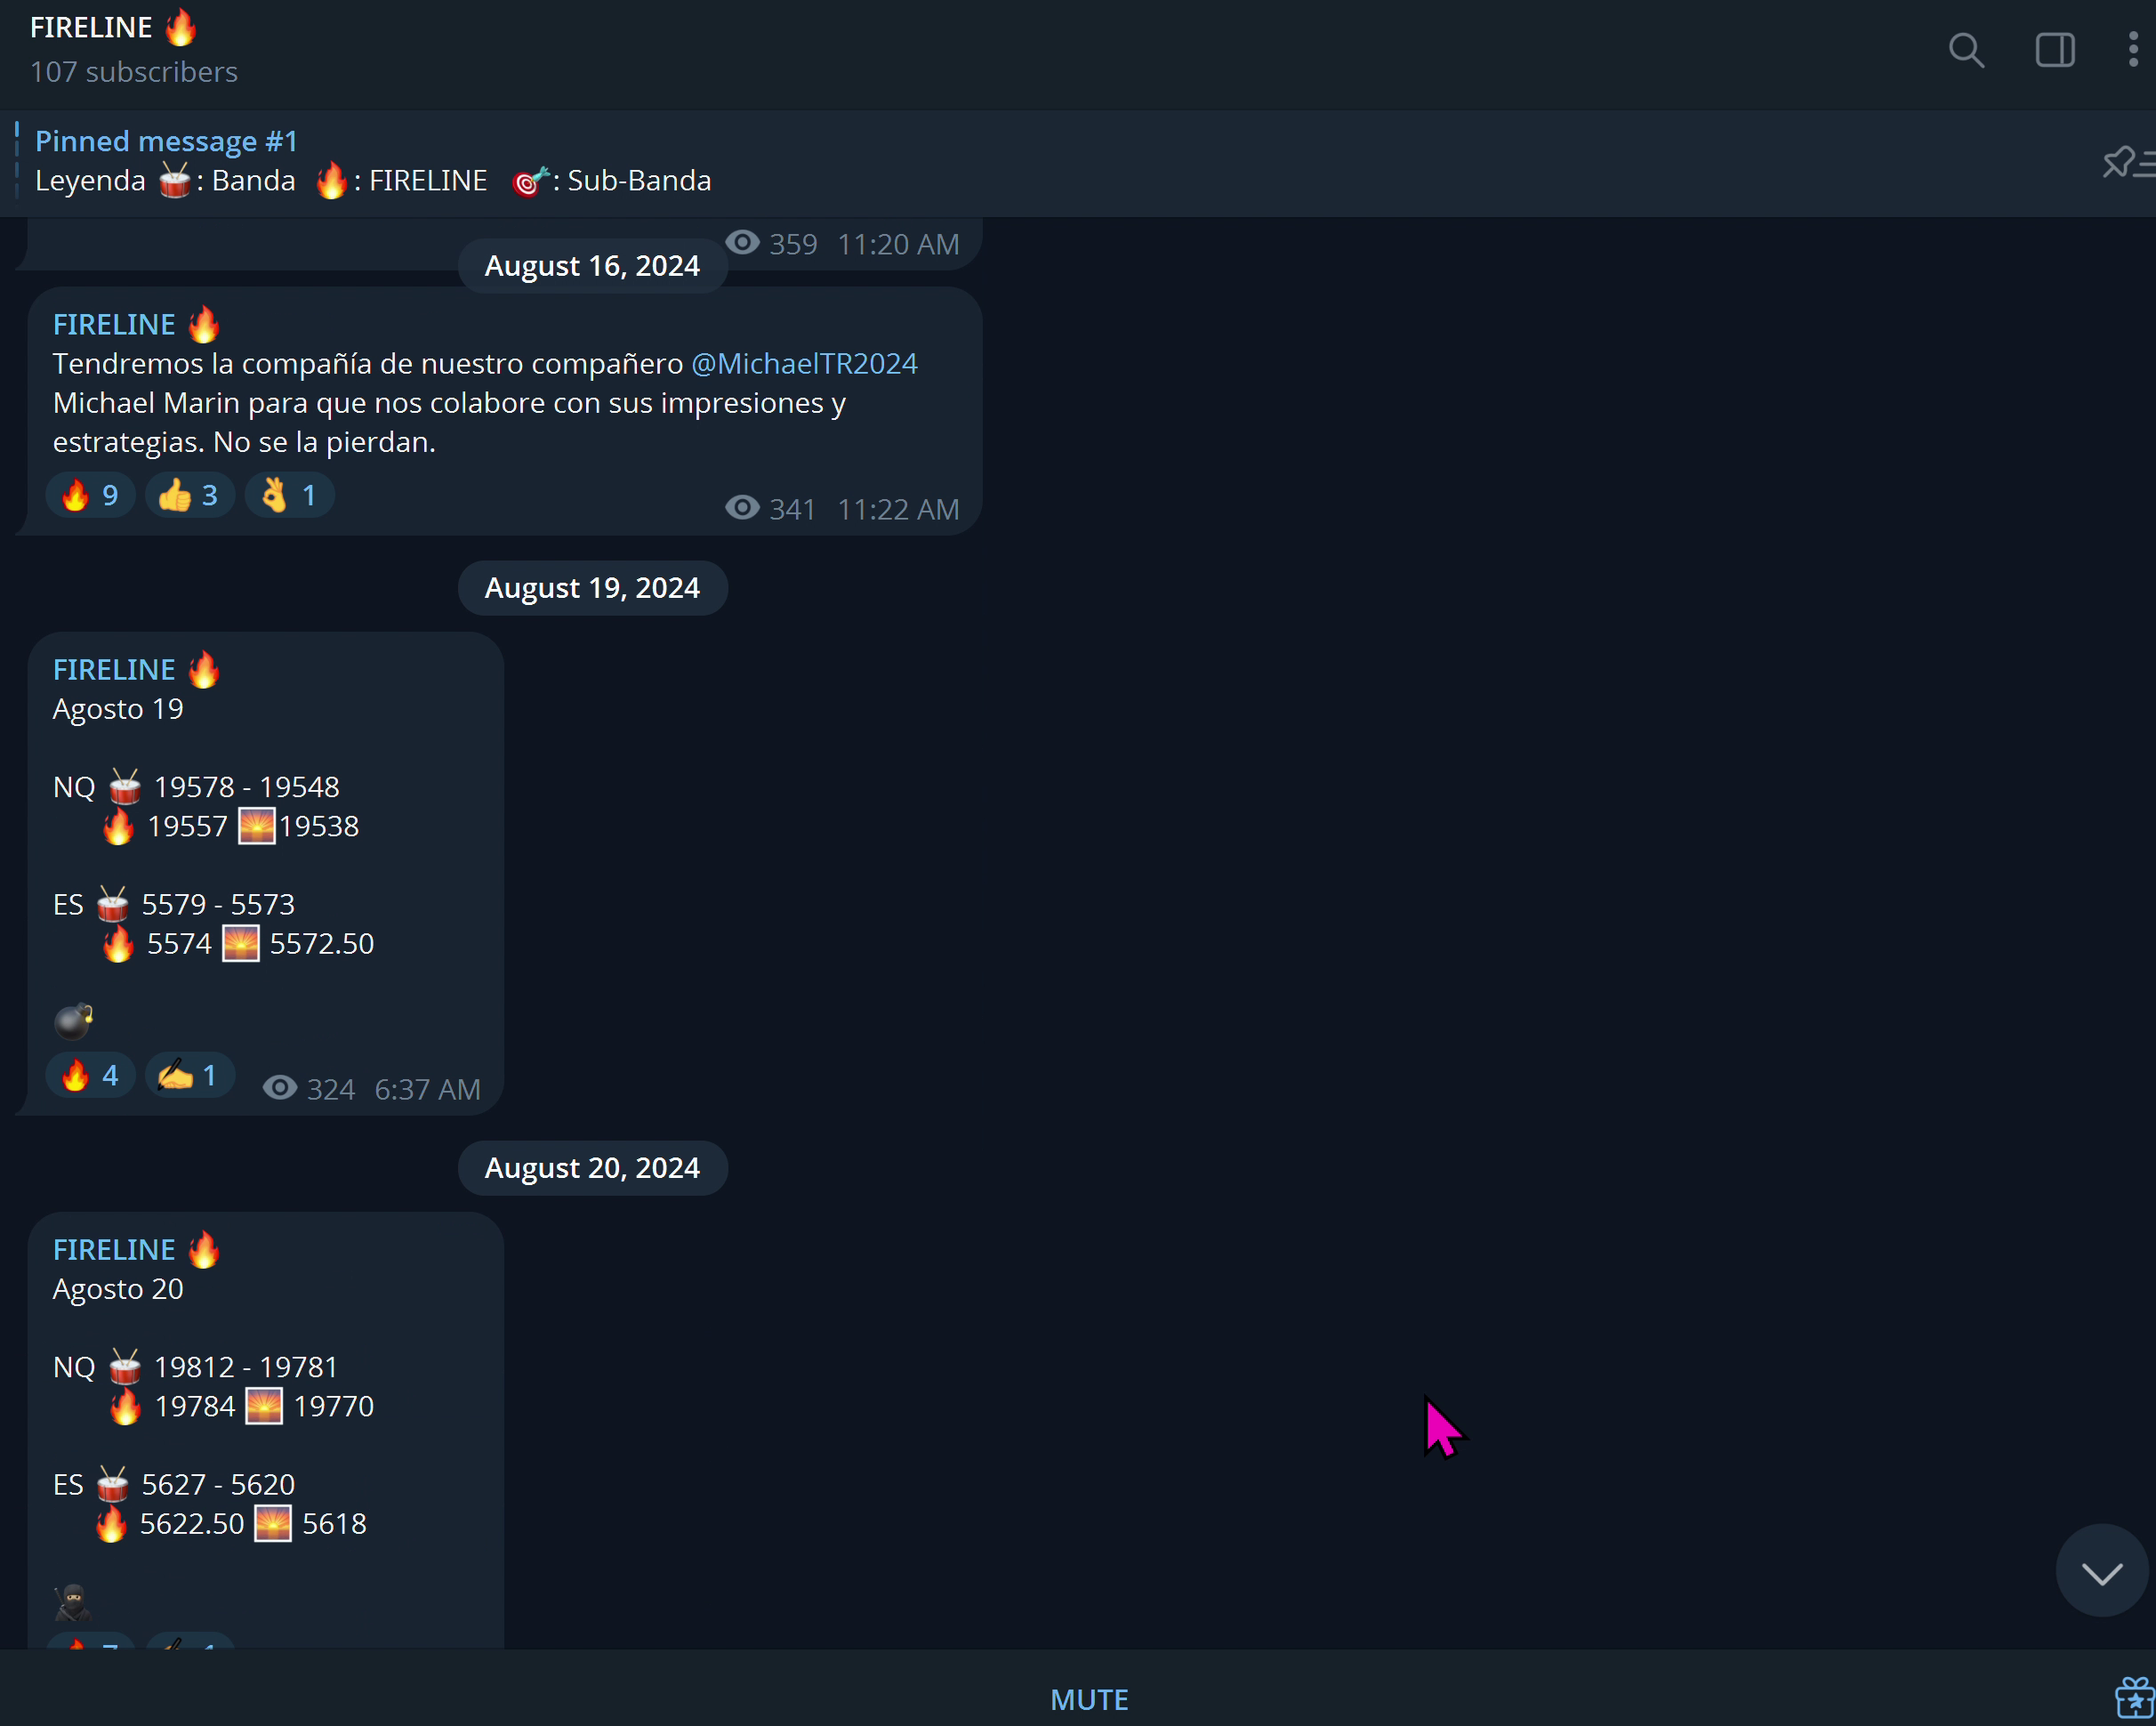 FIRELINE 🔥
107 subscribers
Pinned message #1
Leyenda 🥁: Banda 🔥: FIRELINE 🎯: Sub-Banda
359 11:20 AM
August 16, 2024
FIRELINE 🔥
Tendremos la compañía de nuestro compañero @MichaelTR2024
Michael Marin para que nos colabore con sus impresiones y
estrategias. No se la pierdan.
🔥 9 👍 3 👌 1
341 11:22 AM
August 19, 2024
FIRELINE 🔥
Agosto 19
NQ 🥁 19578 - 19548
🔥 19557 🌅19538
ES 🥁 5579 - 5573
🔥 5574 🌅 5572.50
💣
🔥 4 ✍️ 1 324 6:37 AM
August 20, 2024
FIRELINE 🔥
Agosto 20
NQ 🥁 19812 - 19781
🔥 19784 🌅 19770
ES 🥁 5627 - 5620
🔥 5622.50 🌅 5618
🥷
MUTE